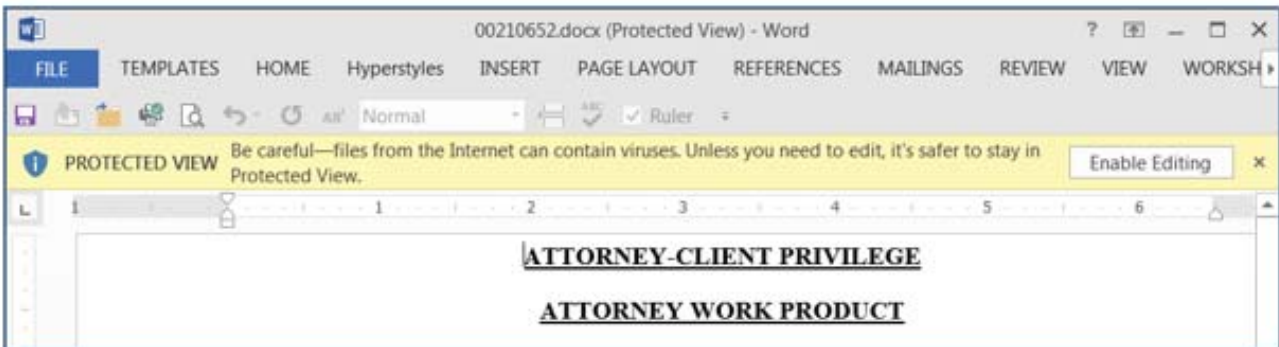 00210652.docx (Protected View) - Word
FILE TEMPLATES HOME Hyperstyles INSERT PAGE LAYOUT REFERENCES MAILINGS REVIEW VIEW WORKSH
Normal Ruler
PROTECTED VIEW Be careful—files from the Internet can contain viruses. Unless you need to edit, it's safer to stay in Enable Editing
Protected View.
1 1 2 3 4 5 6
ATTORNEY-CLIENT PRIVILEGE
ATTORNEY WORK PRODUCT